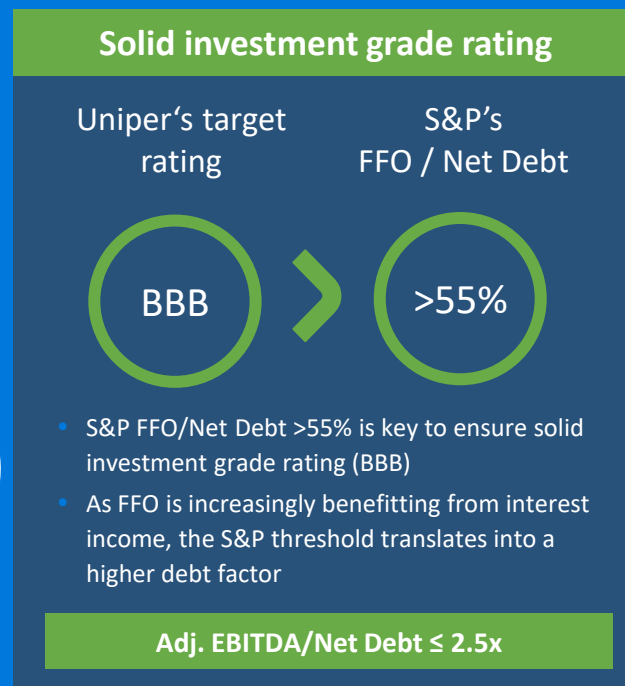 Solid investment grade rating
Uniper‘s target
rating
S&P’s
FFO / Net Debt
BBB
>55%
• S&P FFO/Net Debt >55% is key to ensure solid
investment grade rating (BBB)
• As FFO is increasingly benefitting from interest
income, the S&P threshold translates into a
higher debt factor
Adj. EBITDA/Net Debt ≤ 2.5x